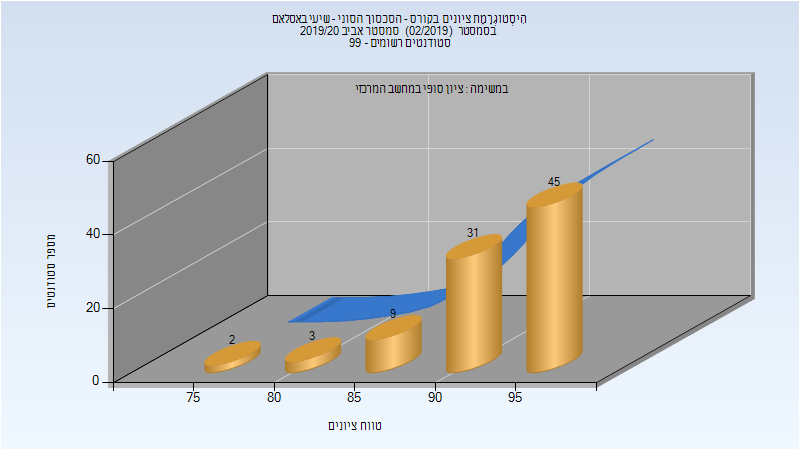 היסטוגרמת ציונים בקורס - הסכסוך הסוני - שיעי באסלאם
בסמסטר (02/2019) סמסטר אביב 2019/20
סטודנטים רשומים - 99
במשימה : ציון סופי במחשב המרכזי
מספר סטודנטים
60
40
20
0
2
3
9
31
45
75
80
85
90
95
טווח ציונים